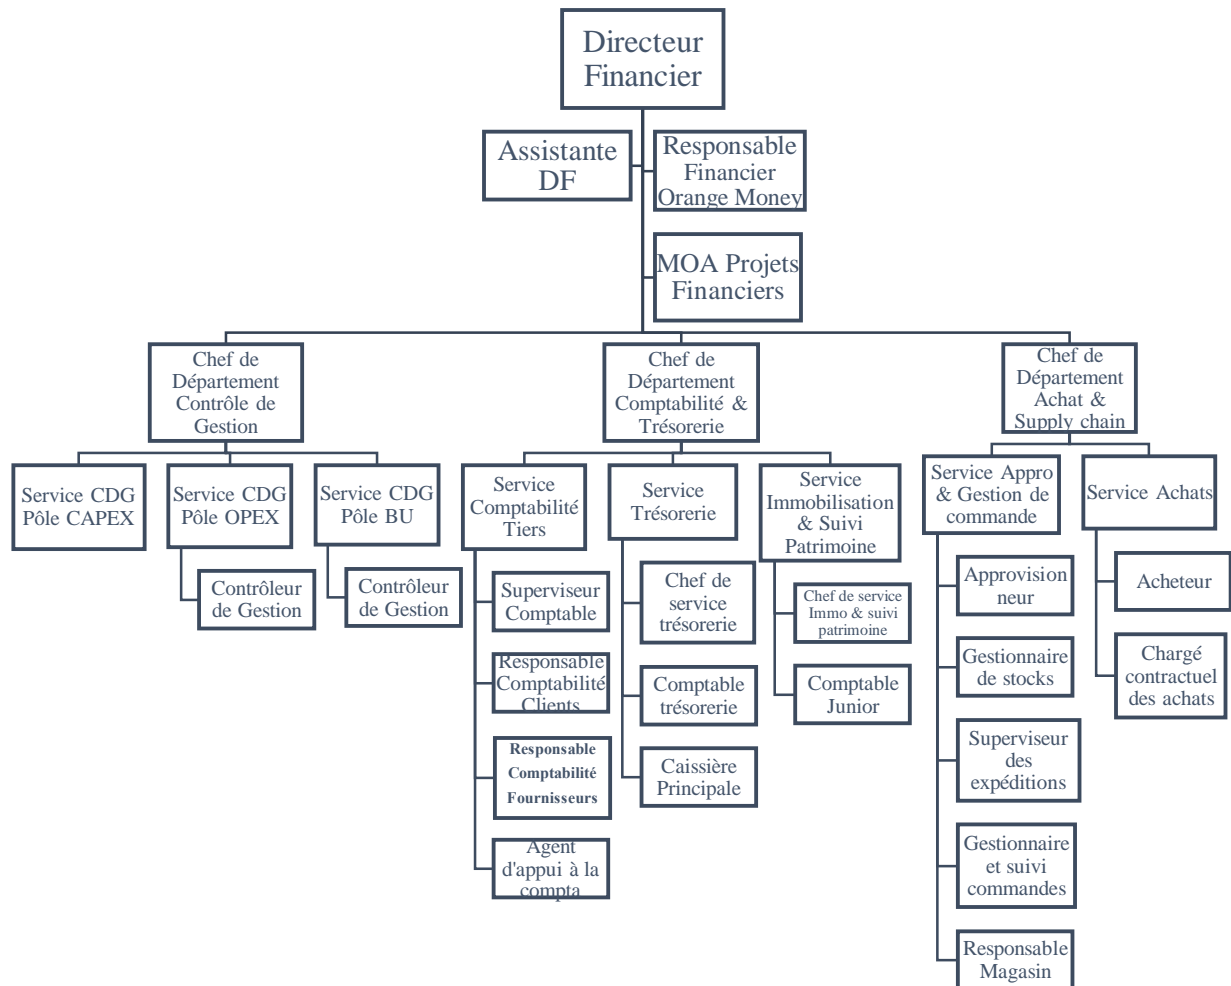 Directeur
Financier
Assistante
DF
Responsable
Financier
Orange Money
MOA Projets
Financiers
Chef de
Département
Contrôle de
Gestion
Chef de
Département
Comptabilité &
Trésorerie
Chef de
Département
Achat &
Supply chain
Service CDG
Pôle CAPEX
Service CDG
Pôle OPEX
Service CDG
Pôle BU
Service
Comptabilité
Tiers
Service
Trésorerie
Service
Immobilisation
& Suivi
Patrimoine
Service Appro
& Gestion de
commande
Service Achats
Contrôleur
de Gestion
Contrôleur
de Gestion
Superviseur
Comptable
Responsable
Comptabilité
Clients
Responsable
Comptabilité
Fournisseurs
Agent
d'appui à la
compta
Chef de
service
trésorerie
Comptable
trésorerie
Caissière
Principale
Chef de service
Immo & suivi
patrimoine
Comptable
Junior
Approvision
neur
Gestionnaire
de stocks
Superviseur
des
expéditions
Gestionnaire
et suivi
commandes
Responsable
Magasin
Acheteur
Chargé
contractuel
des achats